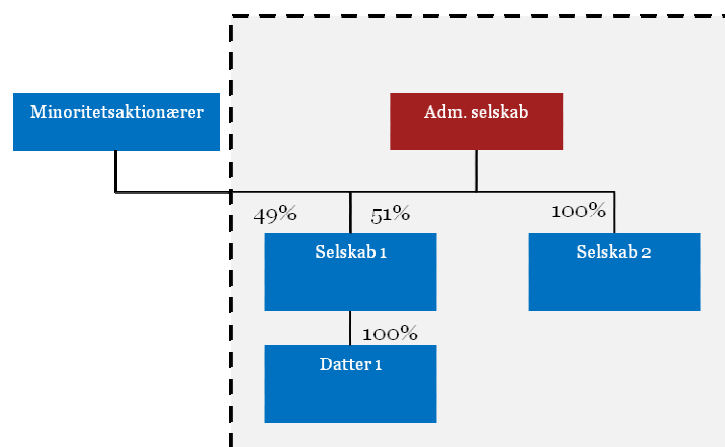 Minoritetsaktionærer
Adm. selskab
49%
51%
100%
Selskab 1
Selskab 2
100%
Datter 1